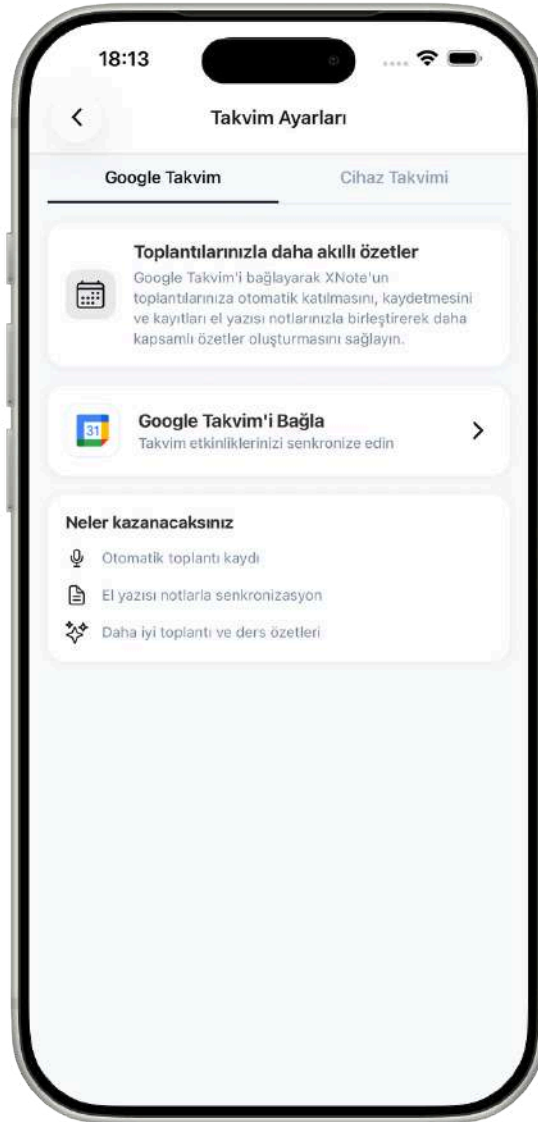 18:13
Takvim Ayarları
Google Takvim
Cihaz Takvimi
Toplantılarınızla daha akıllı özetler
Google Takvim'i bağlayarak XNote'un
toplantılarınıza otomatik katılmasını, kaydetmesini
ve kayıtları el yazısı notlarınızla birleştirerek daha
kapsamlı özetler oluşturmasını sağlayın.
31
Google Takvim'i Bağla
Takvim etkinliklerinizi senkronize edin
Neler kazanacaksınız
Otomatik toplantı kaydı
El yazısı notlarla senkronizasyon
Daha iyi toplantı ve ders özetleri